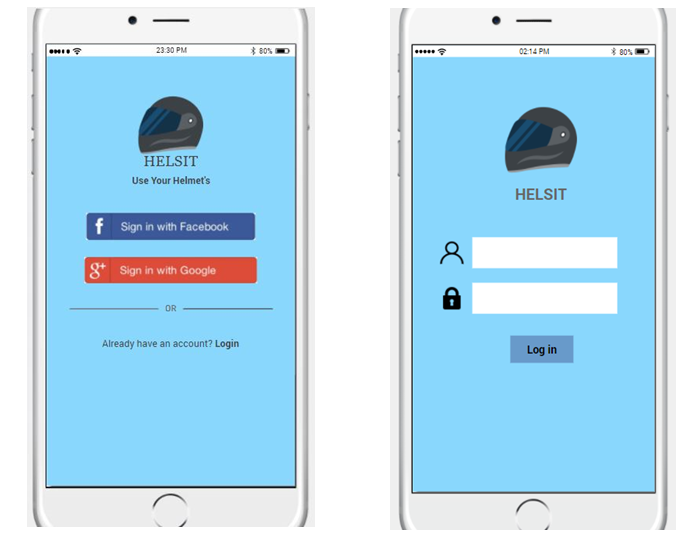 23:30 PM
80%
HELSIT
Use Your Helmet's
f Sign in with Facebook
g+ Sign in with Google
OR
Already have an account? Login
02:14 PM
80%
HELSIT
Log in